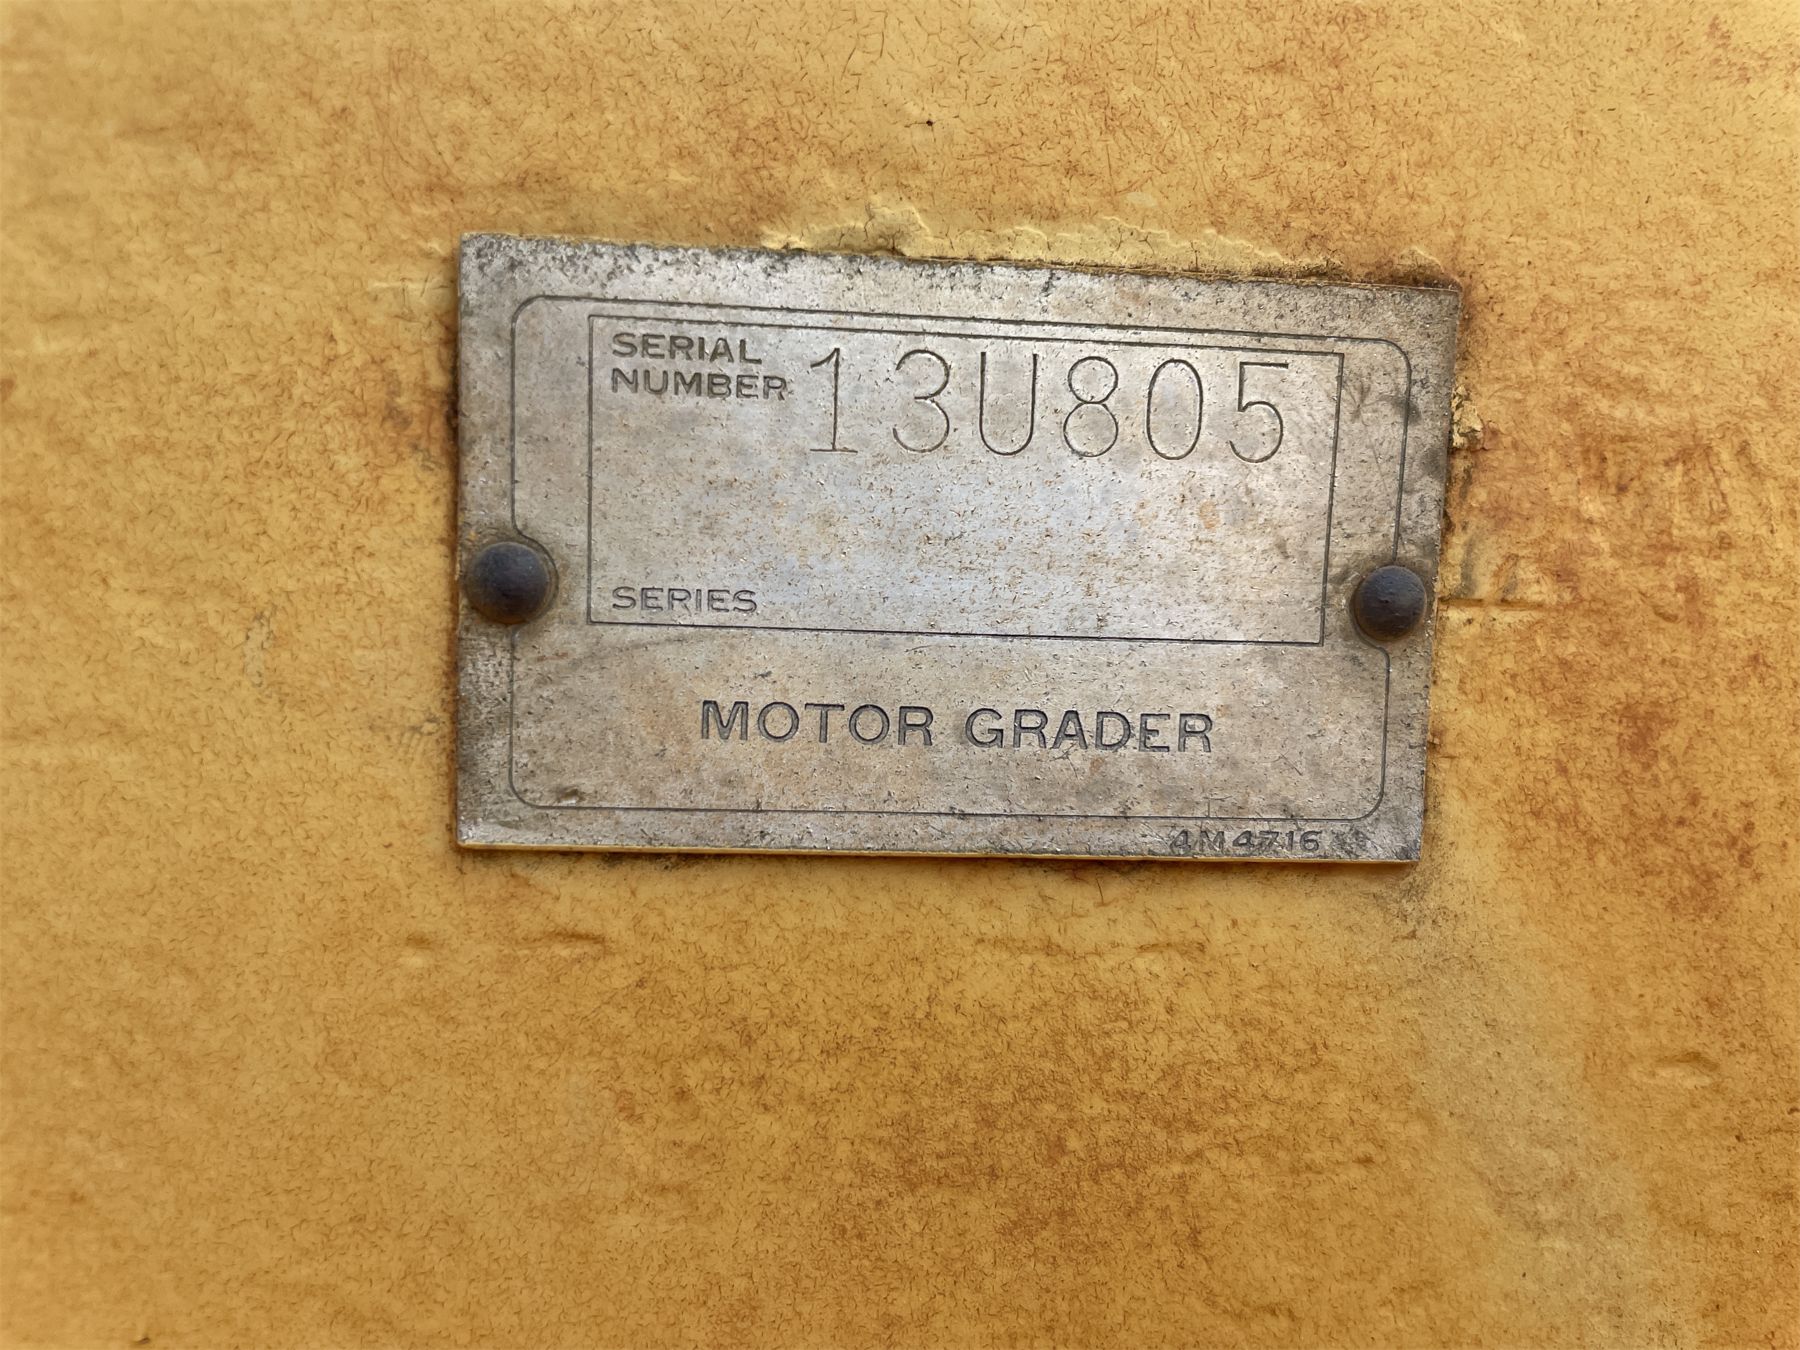 SERIAL
NUMBER 13U805
SERIES
MOTOR GRADER
4M4716